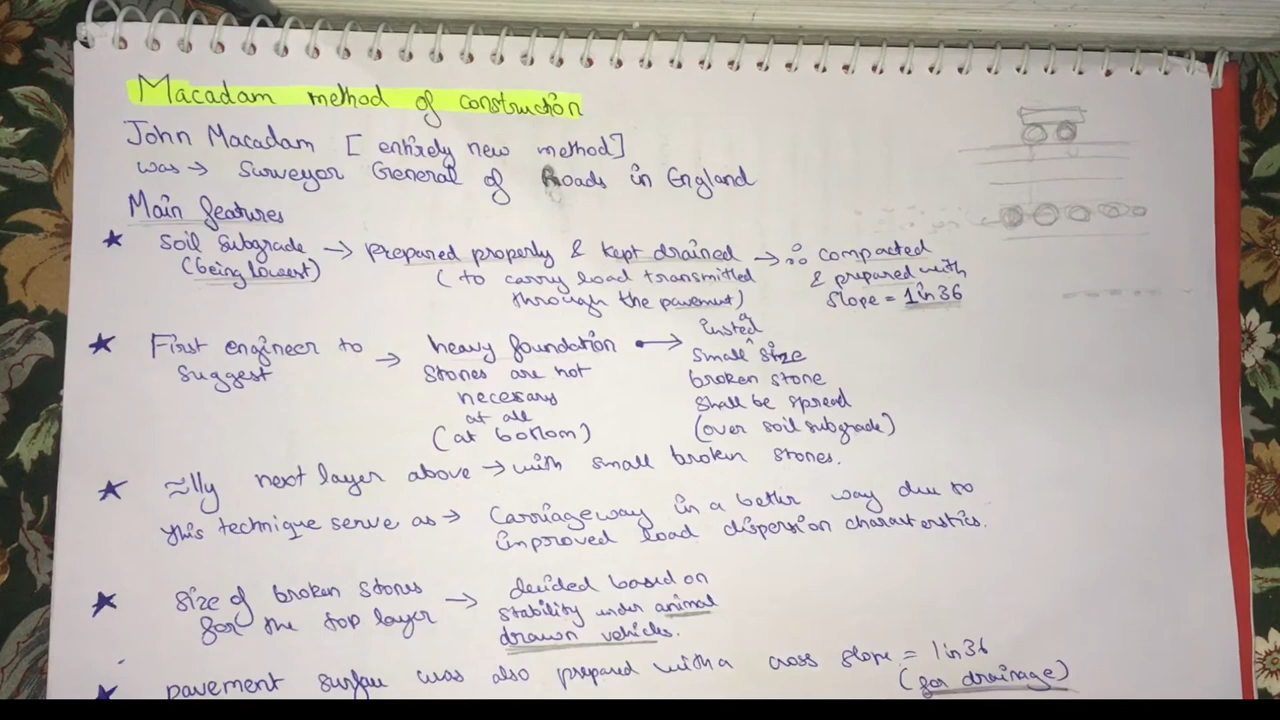 Macadam method of construction
John Macadam [entirely new method]
was → Surveyor General of Roads in England
Main features
★ soil subgrade → prepared properly & kept drained → ∴ compacted
(being lowest) (to carry load transmitted & prepared with
through the pavement) slope = 1 in 36
★ First engineer to → heavy foundation → insted
suggest stones are not small size
necessary broken stone
at all shall be spread
(at bottom) (over soil subgrade)
★ ≈lly next layer above → with small broken stones.
This technique serve as → Carriageway in a better way due to
improved load dispersion characterstics.
★ size of broken stones → decided based on
for the top layer stability under animal
drawn vehicles.
★ pavement surface was also prepared with a cross slope = 1 in 36
(for drainage)